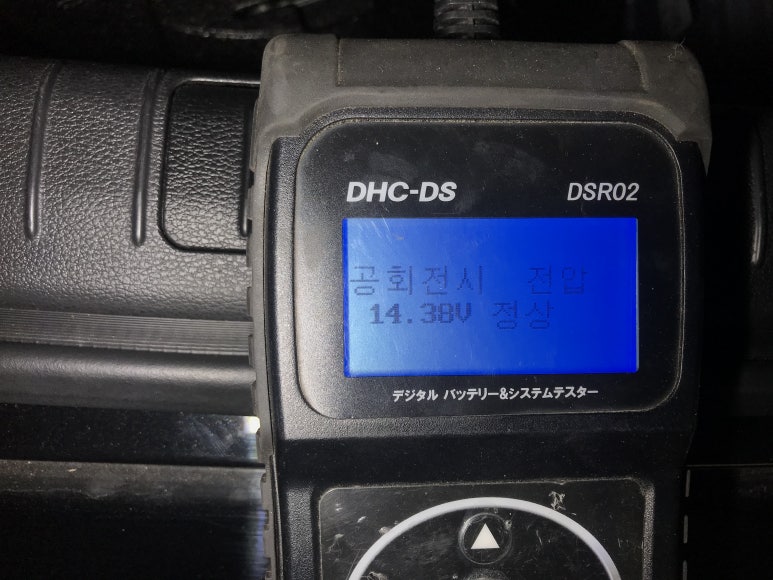 DHC-DS DSR02
공회전시 전압
14.38V 정상
デジタル バッテリー&システムテスター